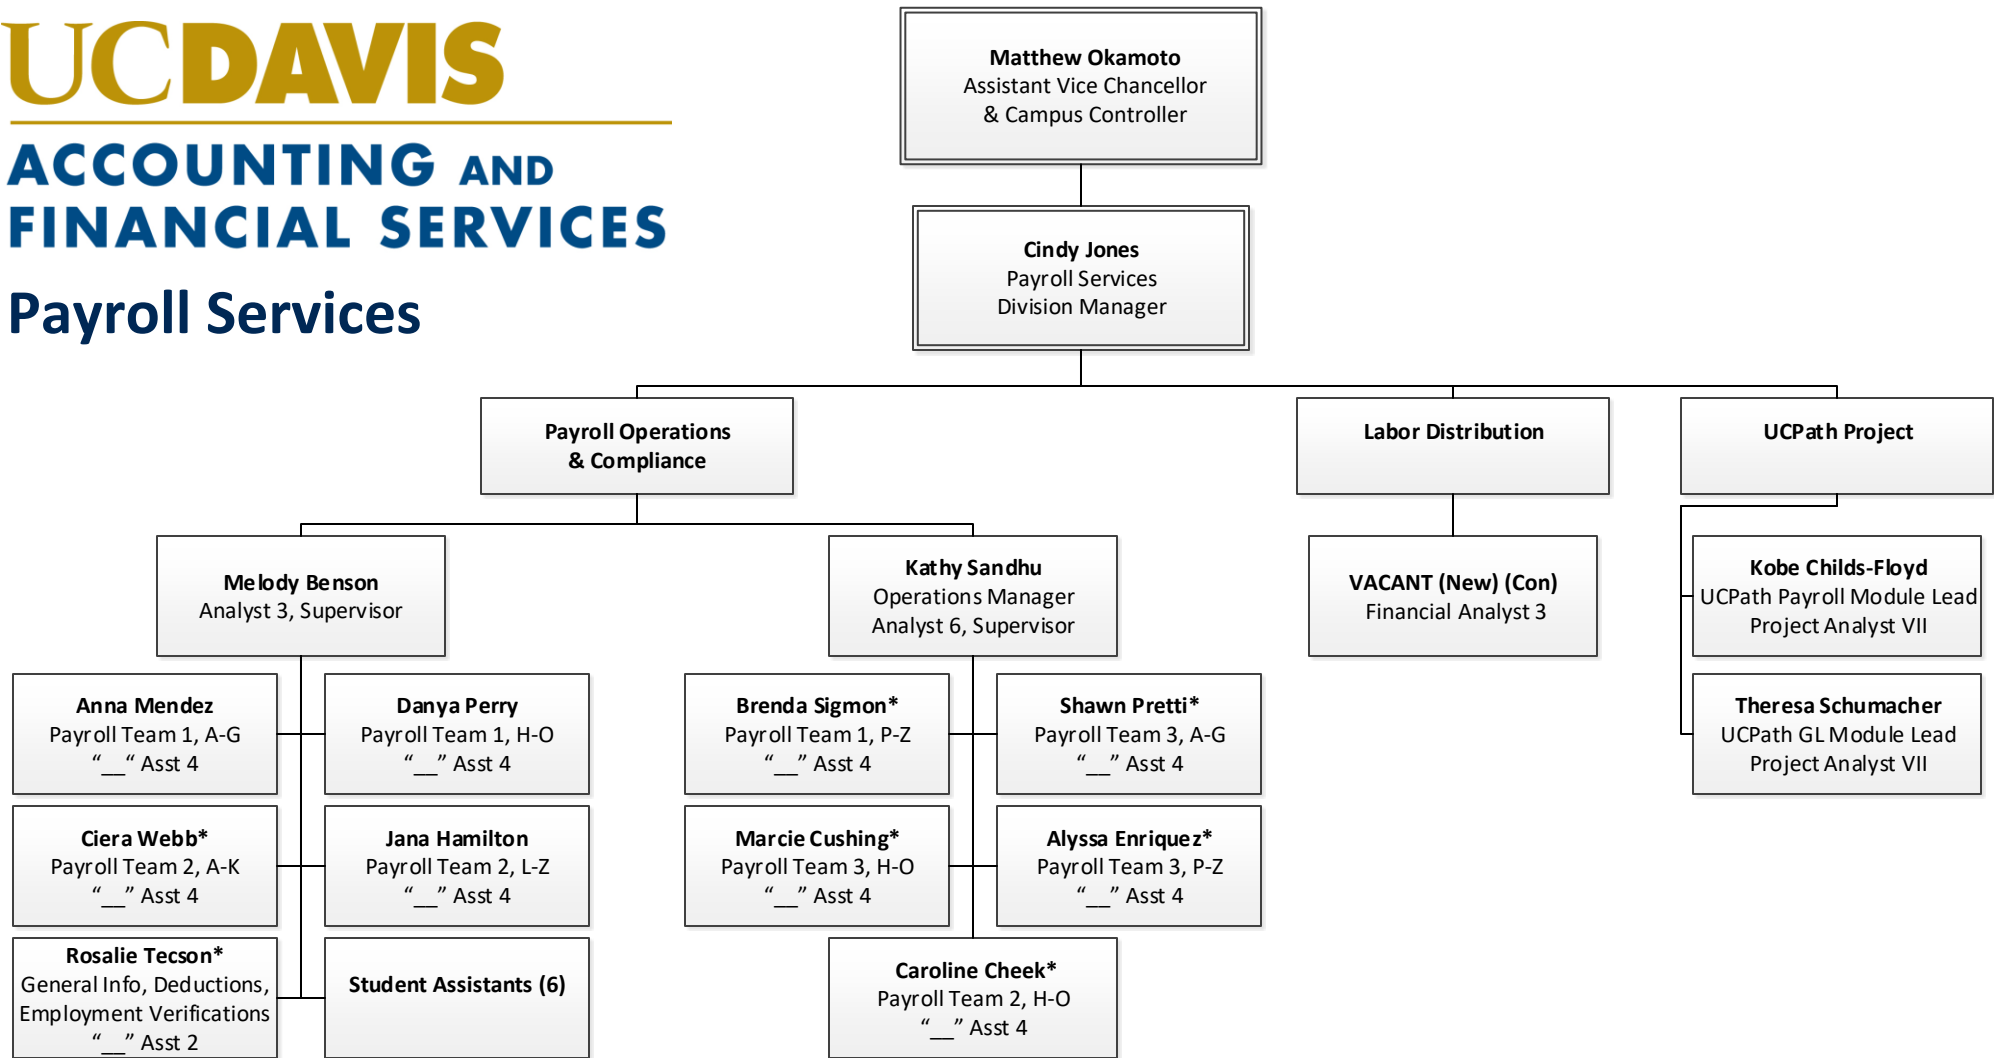 UCDAVIS
ACCOUNTING AND
FINANCIAL SERVICES
Payroll Services
Matthew Okamoto
Assistant Vice Chancellor
& Campus Controller
Cindy Jones
Payroll Services
Division Manager
Payroll Operations
& Compliance
Labor Distribution
UCPath Project
Melody Benson
Analyst 3, Supervisor
Kathy Sandhu
Operations Manager
Analyst 6, Supervisor
VACANT (New) (Con)
Financial Analyst 3
Kobe Childs-Floyd
UCPath Payroll Module Lead
Project Analyst VII
Anna Mendez
Payroll Team 1, A-G
“__“ Asst 4
Danya Perry
Payroll Team 1, H-O
“__” Asst 4
Brenda Sigmon*
Payroll Team 1, P-Z
“__” Asst 4
Shawn Pretti*
Payroll Team 3, A-G
“__” Asst 4
Theresa Schumacher
UCPath GL Module Lead
Project Analyst VII
Ciera Webb*
Payroll Team 2, A-K
“__” Asst 4
Jana Hamilton
Payroll Team 2, L-Z
“__” Asst 4
Marcie Cushing*
Payroll Team 3, H-O
“__” Asst 4
Alyssa Enriquez*
Payroll Team 3, P-Z
“__” Asst 4
Rosalie Tecson*
General Info, Deductions,
Employment Verifications
“__” Asst 2
Student Assistants (6)
Caroline Cheek*
Payroll Team 2, H-O
“__” Asst 4